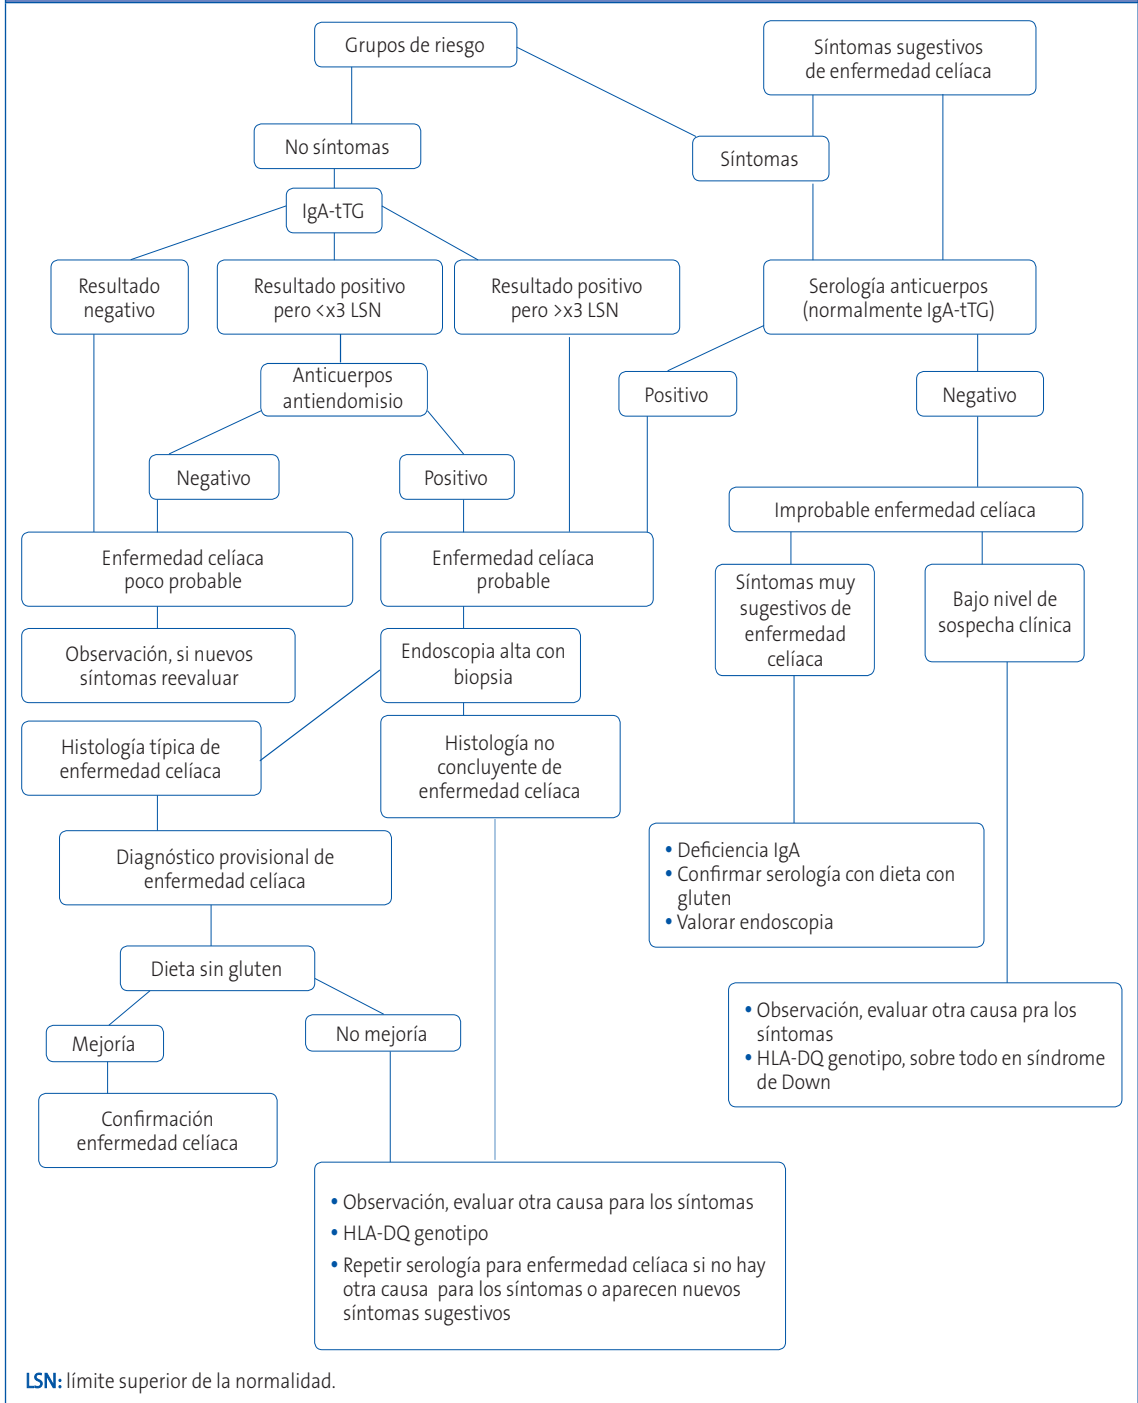 Grupos de riesgo
Síntomas sugestivos
de enfermedad celíaca
No síntomas
Síntomas
IgA-tTG
Resultado
negativo
Resultado positivo
pero <x3 LSN
Resultado positivo
pero >x3 LSN
Serología anticuerpos
(normalmente IgA-tTG)
Anticuerpos
antiendomisio
Positivo
Negativo
Negativo
Positivo
Improbable enfermedad celíaca
Enfermedad celíaca
poco probable
Enfermedad celíaca
probable
Síntomas muy
sugestivos de
enfermedad
celíaca
Bajo nivel de
sospecha clínica
Observación, si nuevos
síntomas reevaluar
Endoscopia alta con
biopsia
Histología típica de
enfermedad celíaca
Histología no
concluyente de
enfermedad celíaca
Diagnóstico provisional de
enfermedad celíaca
• Deficiencia IgA
• Confirmar serología con dieta con
gluten
• Valorar endoscopia
Dieta sin gluten
Mejoría
No mejoría
• Observación, evaluar otra causa pra los
síntomas
• HLA-DQ genotipo, sobre todo en síndrome
de Down
Confirmación
enfermedad celíaca
• Observación, evaluar otra causa para los síntomas
• HLA-DQ genotipo
• Repetir serología para enfermedad celíaca si no hay
otra causa para los síntomas o aparecen nuevos
síntomas sugestivos
LSN: límite superior de la normalidad.